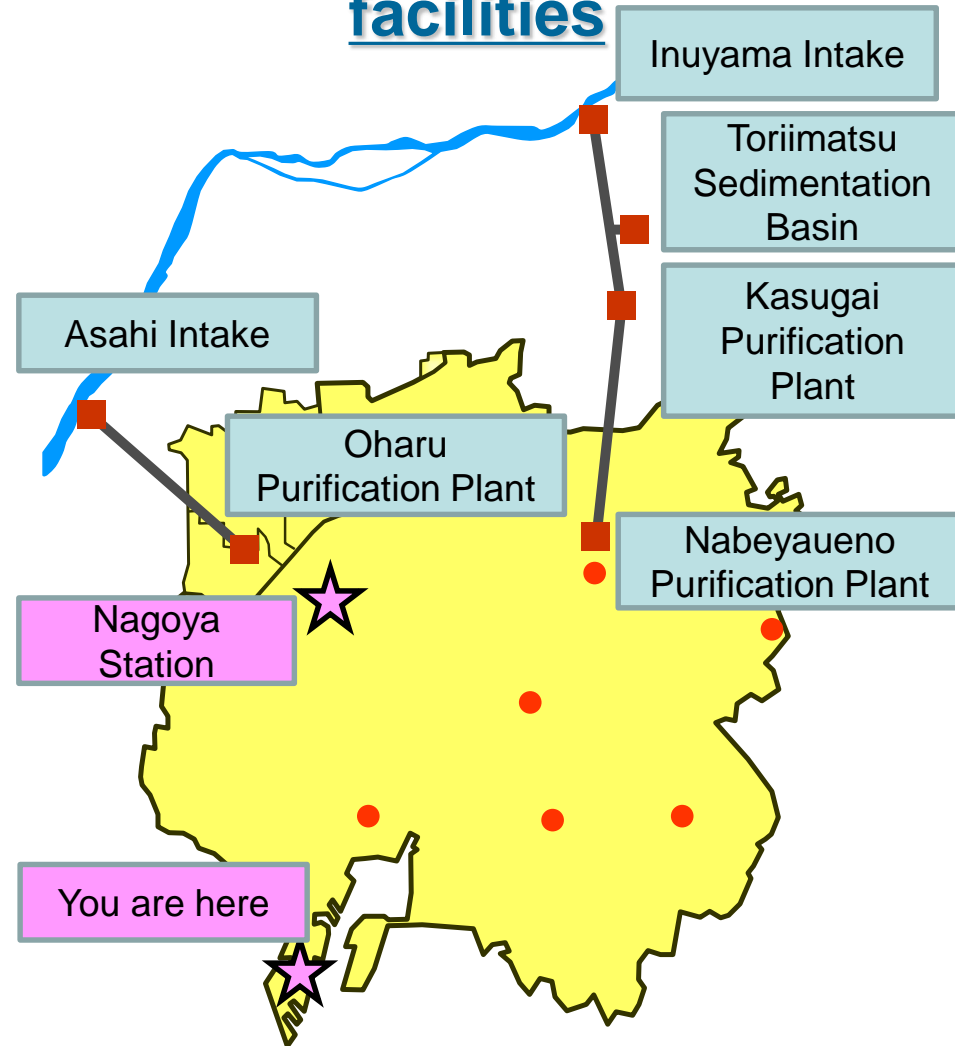 facilities
Inuyama Intake
Toriimatsu
Sedimentation
Basin
Kasugai
Purification
Plant
Asahi Intake
Oharu
Purification Plant
Nabeyaueno
Purification Plant
Nagoya
Station
You are here